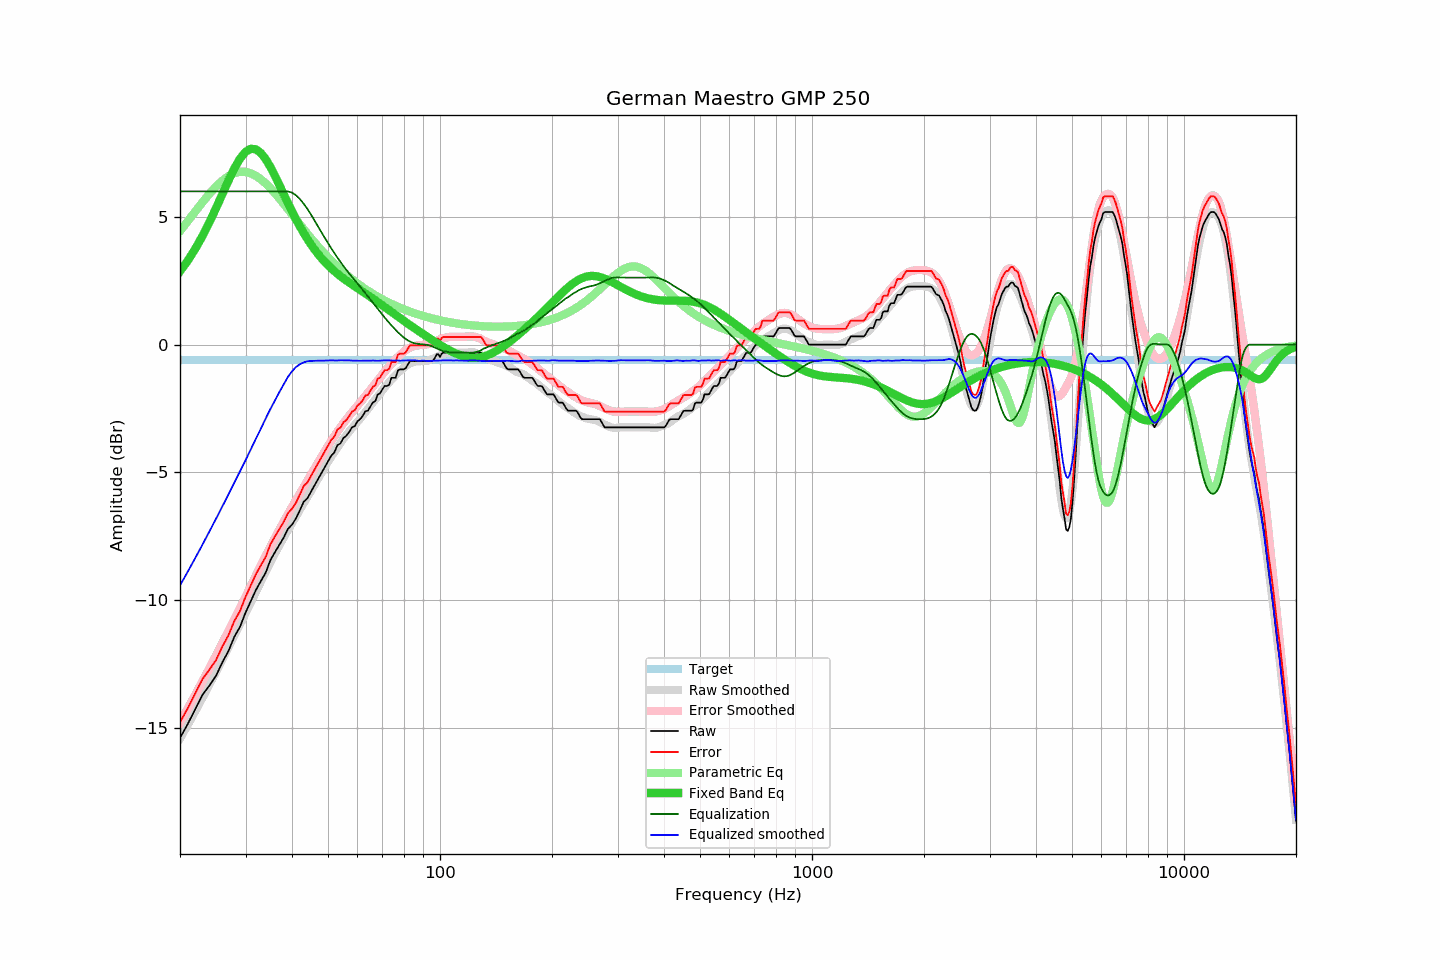 German Maestro GMP 250
Amplitude (dBr)
5
0
−5
−10
−15
Target
Raw Smoothed
Error Smoothed
Raw
Error
Parametric Eq
Fixed Band Eq
Equalization
Equalized smoothed
100
1000
10000
Frequency (Hz)